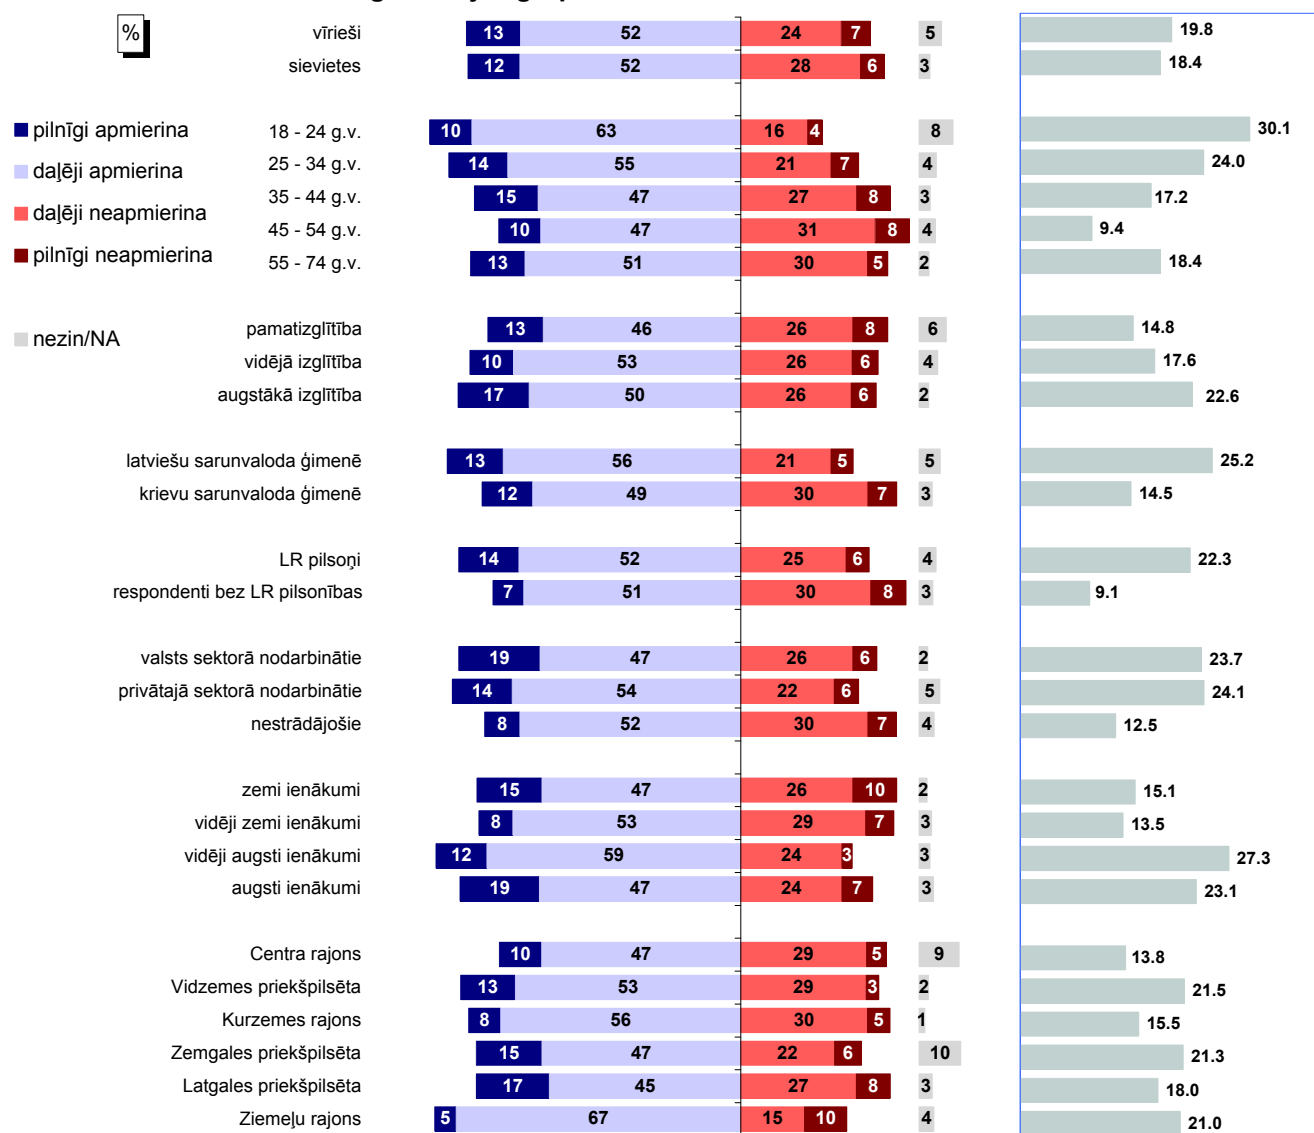 %
vīrieši 13 52 24 7 5 19.8
sievietes 12 52 28 6 3 18.4
pilnīgi apmierina
daļēji apmierina
daļēji neapmierina
pilnīgi neapmierina
nezin/NA
18 - 24 g.v. 10 63 16 4 8 30.1
25 - 34 g.v. 14 55 21 7 4 24.0
35 - 44 g.v. 15 47 27 8 3 17.2
45 - 54 g.v. 10 47 31 8 4 9.4
55 - 74 g.v. 13 51 30 5 2 18.4
pamatizglītība 13 46 26 8 6 14.8
vidējā izglītība 10 53 26 6 4 17.6
augstākā izglītība 17 50 26 6 2 22.6
latviešu sarunvaloda ģimenē 13 56 21 5 5 25.2
krievu sarunvaloda ģimenē 12 49 30 7 3 14.5
LR pilsoņi 14 52 25 6 4 22.3
respondenti bez LR pilsonības 7 51 30 8 3 9.1
valsts sektorā nodarbinātie 19 47 26 6 2 23.7
privātajā sektorā nodarbinātie 14 54 22 6 5 24.1
nestrādājošie 8 52 30 7 4 12.5
zemi ienākumi 15 47 26 10 2 15.1
vidēji zemi ienākumi 8 53 29 7 3 13.5
vidēji augsti ienākumi 12 59 24 3 3 27.3
augsti ienākumi 19 47 24 7 3 23.1
Centra rajons 10 47 29 5 9 13.8
Vidzemes priekšpilsēta 13 53 29 3 2 21.5
Kurzemes rajons 8 56 30 5 1 15.5
Zemgales priekšpilsēta 15 47 22 6 10 21.3
Latgales priekšpilsēta 17 45 27 8 3 18.0
Ziemeļu rajons 5 67 15 10 4 21.0